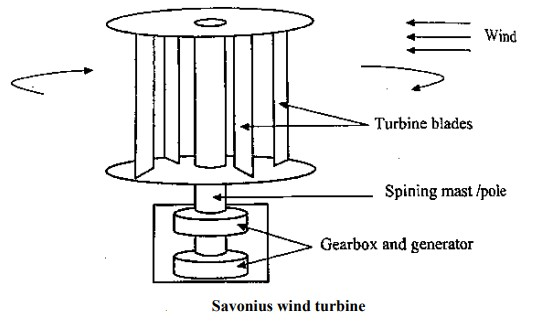 Wind
Turbine blades
Spining mast /pole
Gearbox and generator
Savonius wind turbine